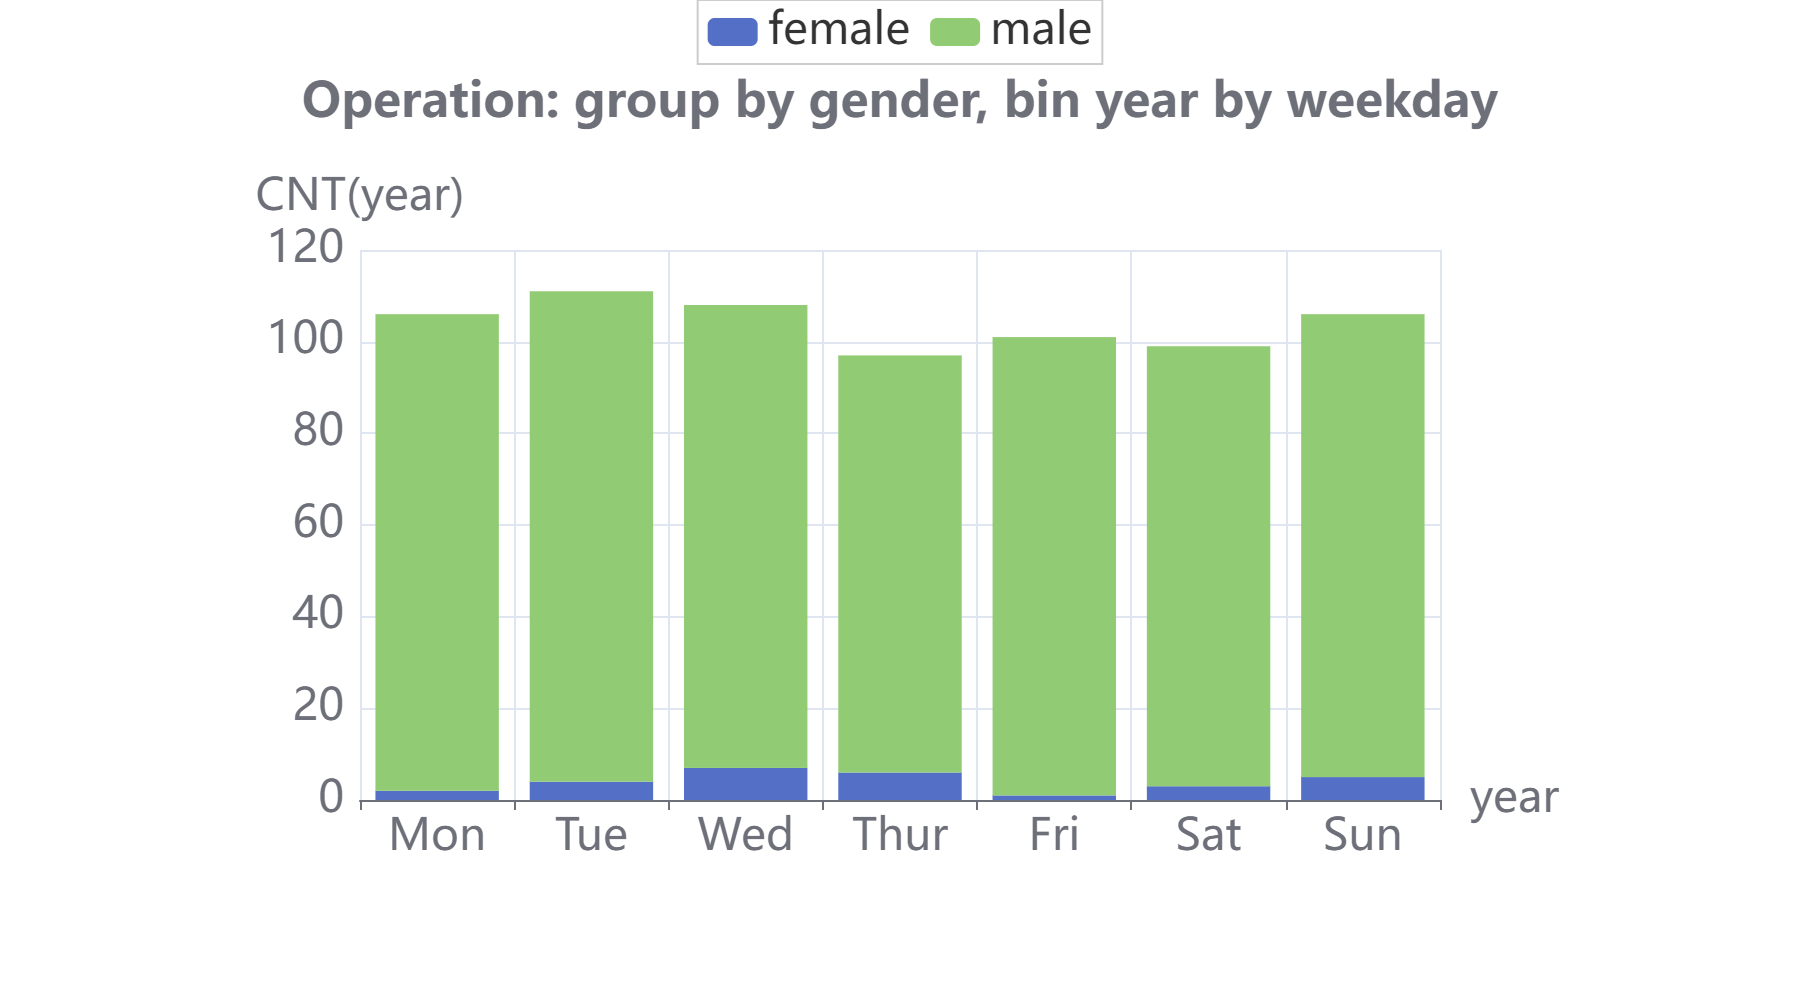 female male
Operation: group by gender, bin year by weekday
CNT(year)
120
100
80
60
40
20
0
Mon Tue Wed Thur Fri Sat Sun
year